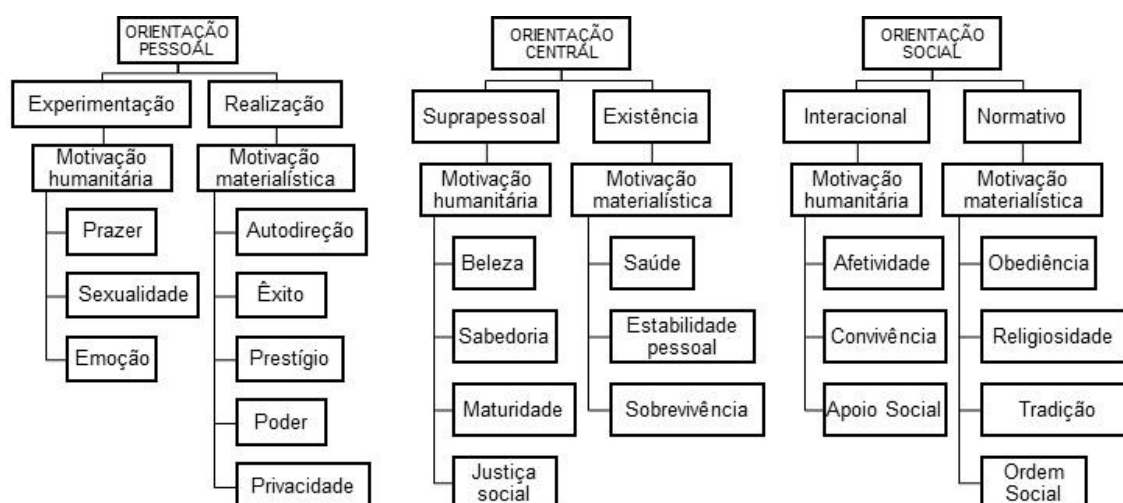 ORIENTAÇÃO
PESSOAL
Experimentação
Realização
Motivação
humanitária
Motivação
materialística
Prazer
Sexualidade
Emoção
Autodireção
Êxito
Prestígio
Poder
Privacidade
ORIENTAÇÃO
CENTRAL
Suprapessoal
Existência
Motivação
humanitária
Motivação
materialística
Beleza
Sabedoria
Maturidade
Justiça
social
Saúde
Estabilidade
pessoal
Sobrevivência
ORIENTAÇÃO
SOCIAL
Interacional
Normativo
Motivação
humanitária
Motivação
materialística
Afetividade
Convivência
Apoio Social
Obediência
Religiosidade
Tradição
Ordem
Social